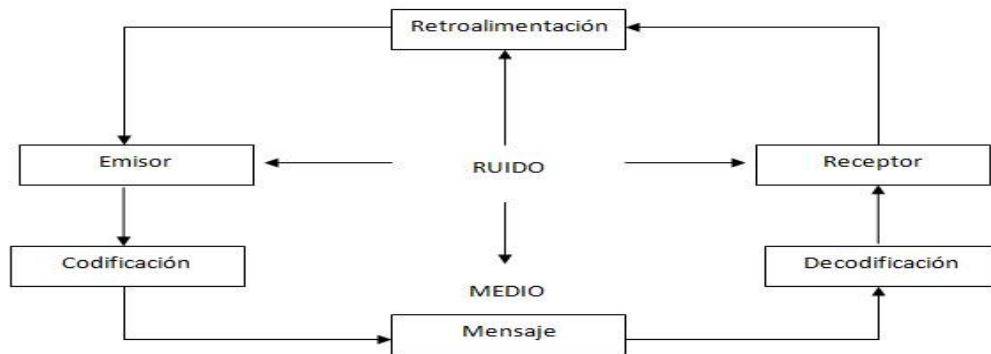 Retroalimentación
Emisor
RUIDO
Receptor
Codificación
Decodificación
MEDIO
Mensaje